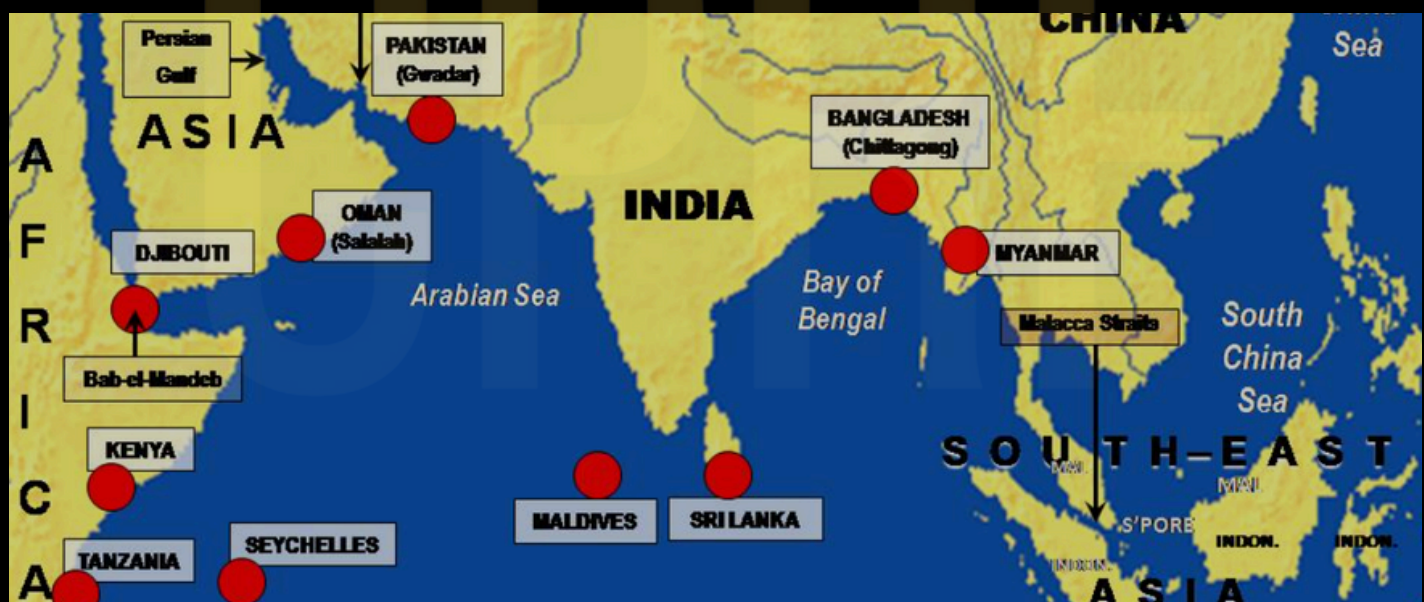 CHINA
Sea
Persian
Gulf
PAKISTAN
(Gwadar)
ASIA
BANGLADESH
(Chittagong)
AFRICA
INDIA
OMAN
(Salalah)
DJIBOUTI
MYANMAR
Arabian Sea
Bay of
Bengal
Malacca Straits
South
China
Sea
Bab-el-Mandeb
KENYA
SOUTH-EAST
MAL.
MAL.
MALDIVES
SRI LANKA
S'PORE
INDON.
INDON.
TANZANIA
SEYCHELLES
INDON.
ASIA